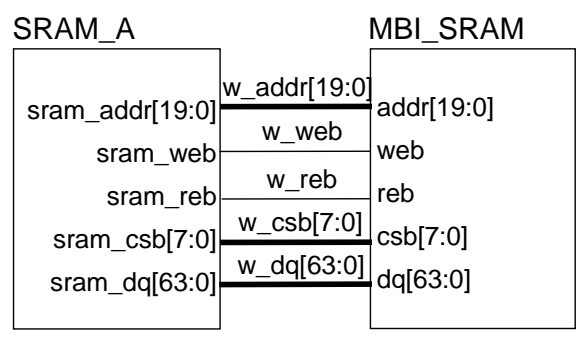 SRAM_A MBI_SRAM
sram_addr[19:0] w_addr[19:0] addr[19:0]
sram_web w_web web
sram_reb w_reb reb
sram_csb[7:0] w_csb[7:0] csb[7:0]
sram_dq[63:0] w_dq[63:0] dq[63:0]